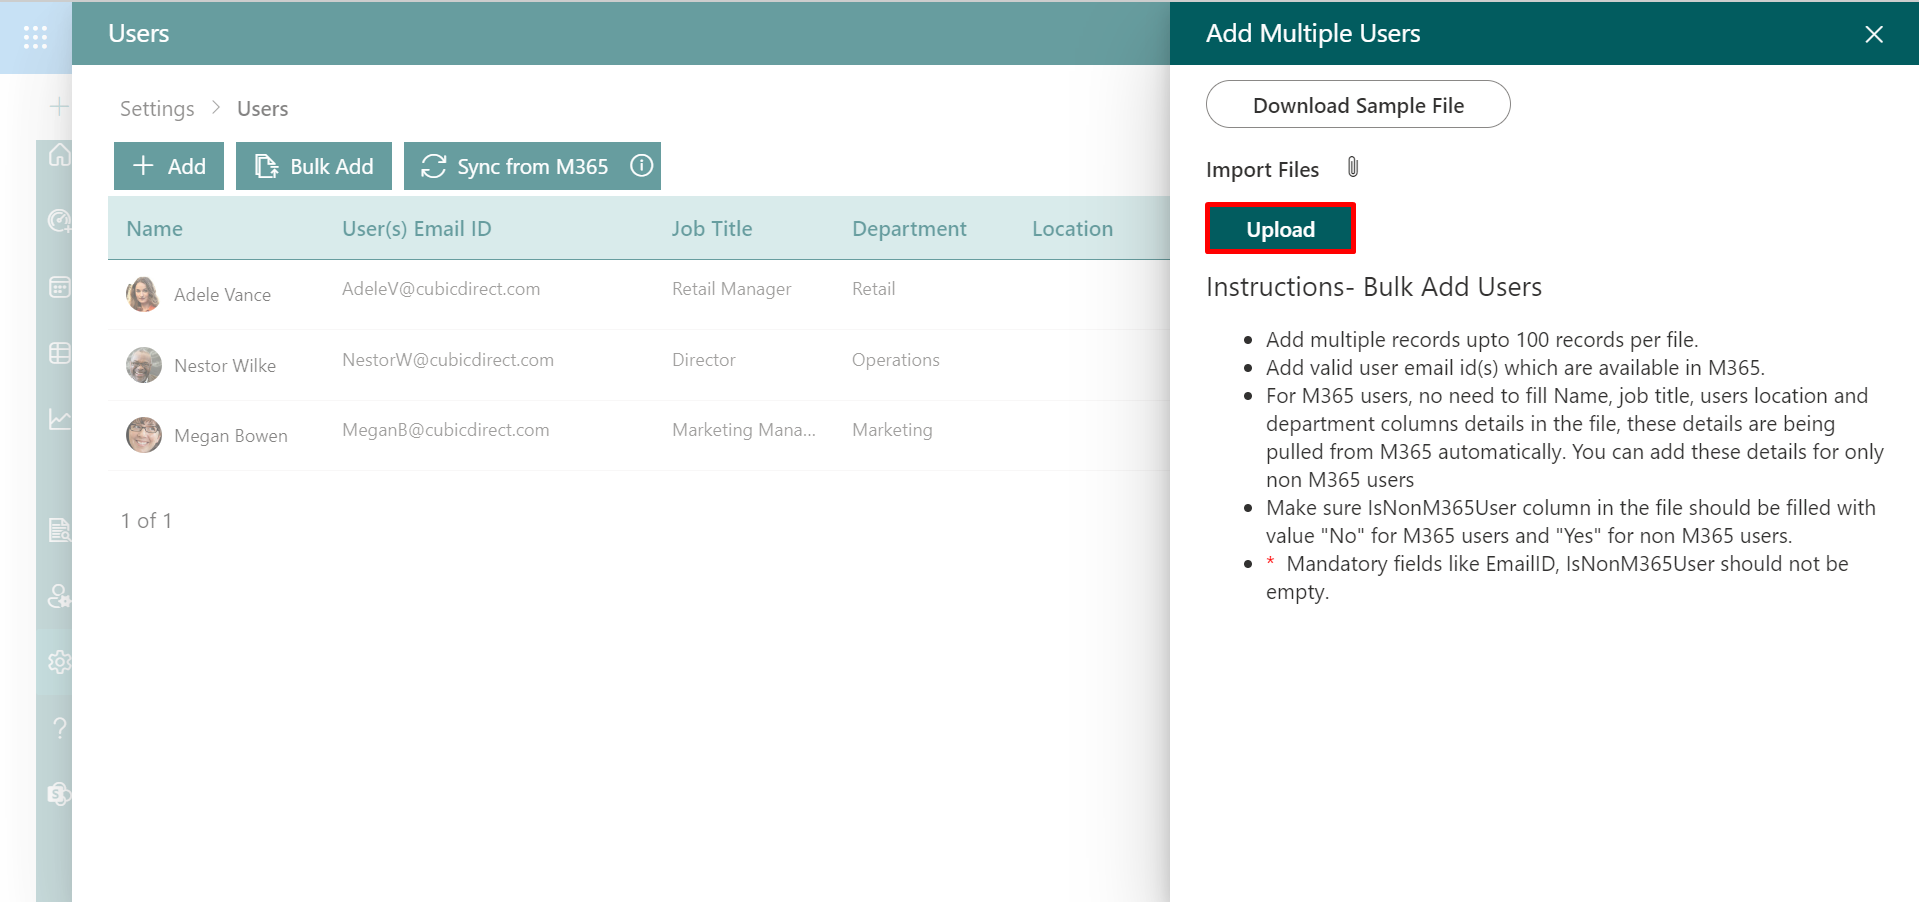 Users
Settings > Users
Add
Bulk Add
Sync from M365
Name User(s) Email ID Job Title Department Location
Adele Vance AdeleV@cubicdirect.com Retail Manager Retail
Nestor Wilke NestorW@cubicdirect.com Director Operations
Megan Bowen MeganB@cubicdirect.com Marketing Mana... Marketing
1 of 1
Add Multiple Users
Download Sample File
Import Files
Upload
Instructions- Bulk Add Users
• Add multiple records upto 100 records per file.
• Add valid user email id(s) which are available in M365.
• For M365 users, no need to fill Name, job title, users location and
department columns details in the file, these details are being
pulled from M365 automatically. You can add these details for only
non M365 users
• Make sure IsNonM365User column in the file should be filled with
value "No" for M365 users and "Yes" for non M365 users.
• * Mandatory fields like EmailID, IsNonM365User should not be
empty.